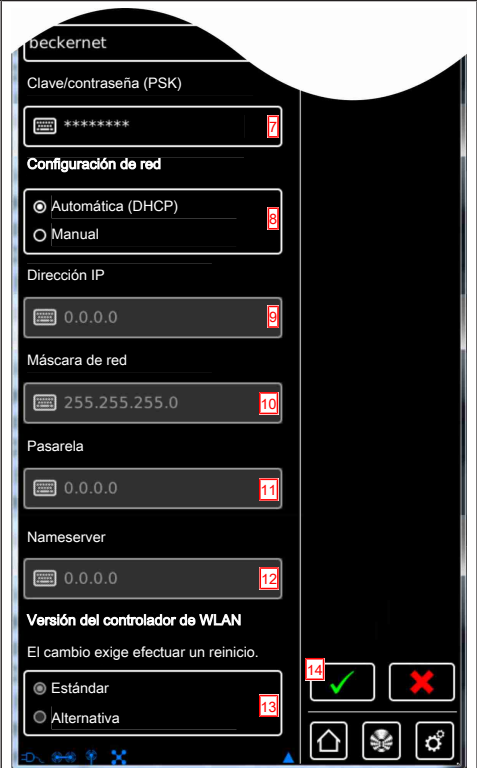 beckernet
Clave/contraseña (PSK)
******** 7
Configuración de red
Automática (DHCP)
8
Manual
Dirección IP
0.0.0.0 9
Máscara de red
255.255.255.0 10
Pasarela
0.0.0.0 11
Nameserver
0.0.0.0 12
Versión del controlador de WLAN
El cambio exige efectuar un reinicio.
14
Estándar
13
Alternativa